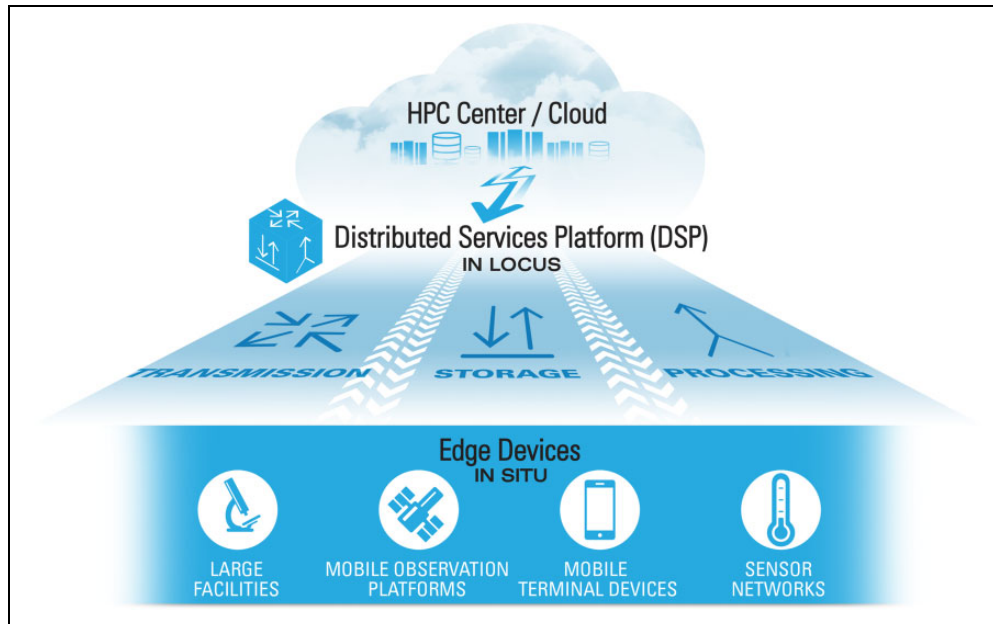 HPC Center / Cloud
Distributed Services Platform (DSP)
IN LOCUS
TRANSMISSION STORAGE PROCESSING
Edge Devices
IN SITU
LARGE
FACILITIES
MOBILE OBSERVATION
PLATFORMS
MOBILE
TERMINAL DEVICES
SENSOR
NETWORKS